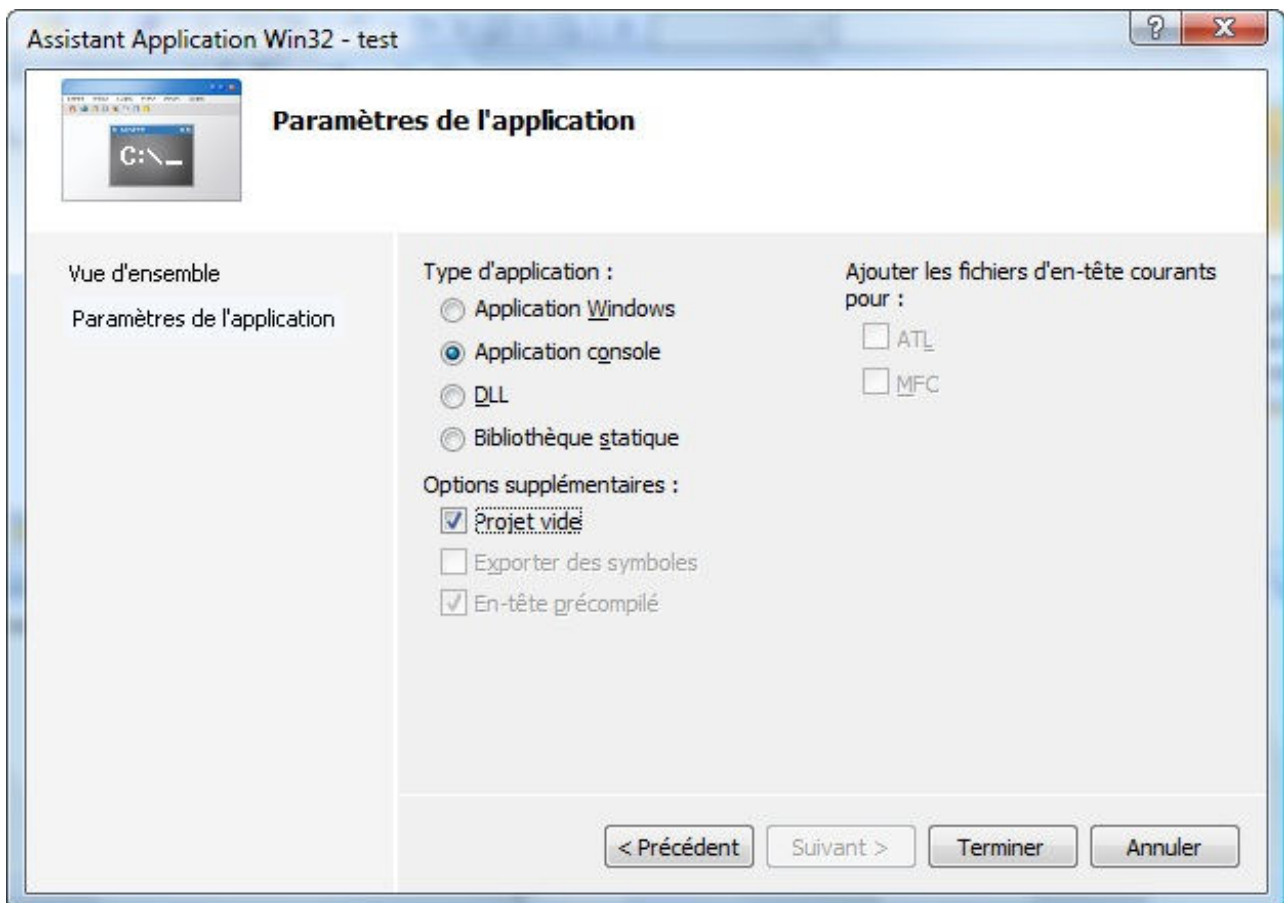 Assistant Application Win32 - test
C:\_
Paramètres de l'application
Vue d'ensemble
Paramètres de l'application
Type d'application :
Application Windows
Application console
DLL
Bibliothèque statique
Options supplémentaires :
Projet vide
Exporter des symboles
En-tête précompilé
Ajouter les fichiers d'en-tête courants
pour :
ATL
MFC
< Précédent
Suivant >
Terminer
Annuler